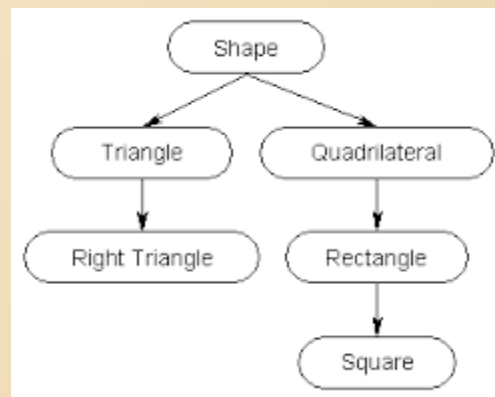 Shape
Triangle
Quadrilateral
Right Triangle
Rectangle
Square